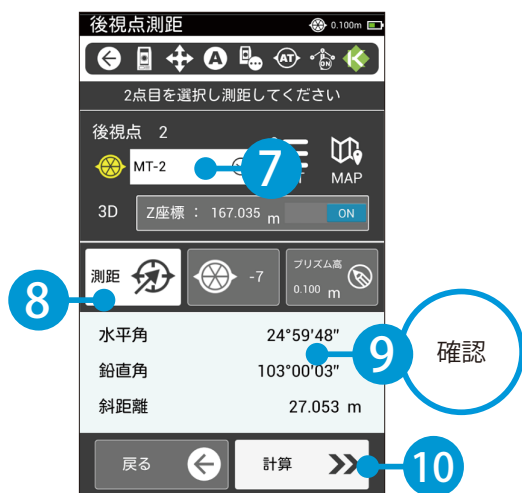 後視点測距 0.100m
A AT ON
2点目を選択し測距してください
後視点 2
MT-2 7 T MAP
3D Z座標 : 167.035 m ON
測距 -7 プリズム高
0.100 m
8
水平角 24°59'48"
9 確認
鉛直角 103°00'03"
斜距離 27.053 m
戻る 計算 10